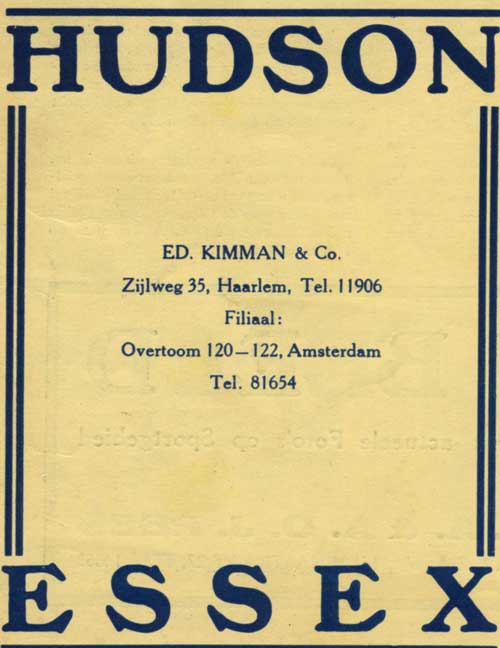 HUDSON
ED. KIMMAN & Co.
Zijlweg 35, Haarlem, Tel. 11906
Filiaal:
Overtoom 120—122, Amsterdam
Tel. 81654
ESSEX